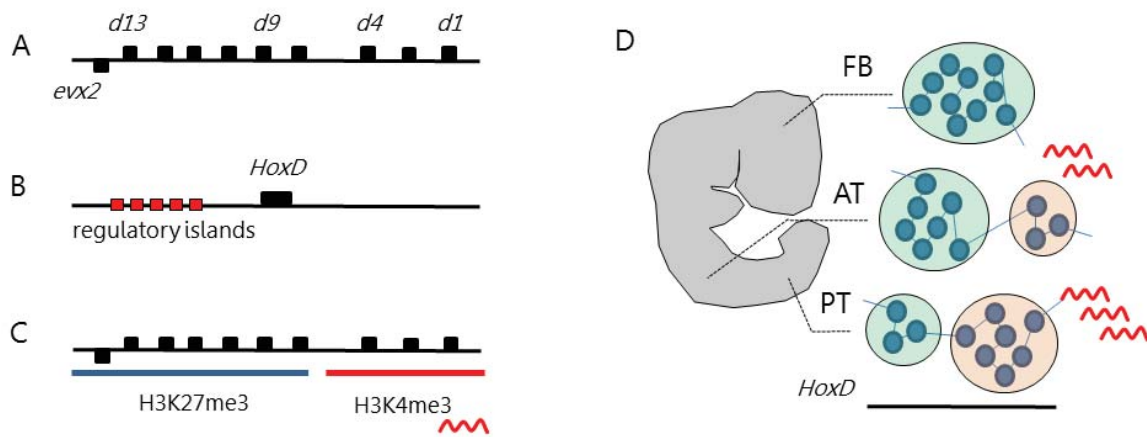 A
d13
d9
d4
d1
evx2
B
HoxD
regulatory islands
C
H3K27me3
H3K4me3
D
FB
AT
PT
HoxD